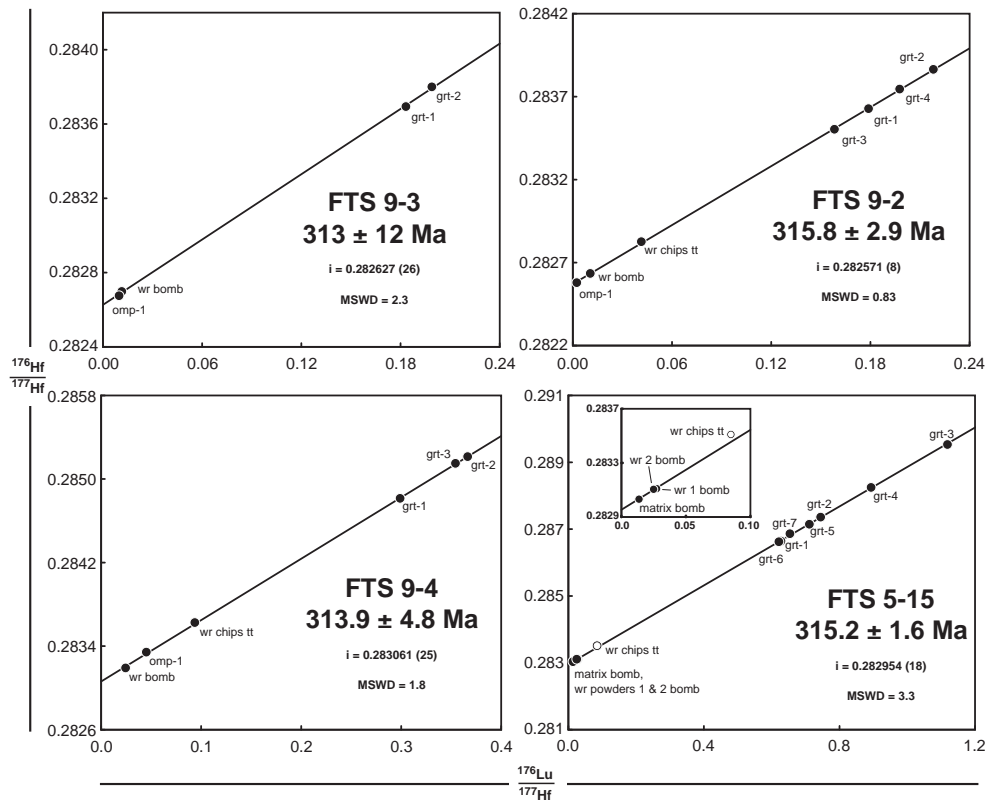 0.2840
0.2836
0.2832
0.2828
0.2824
0.00
0.06
0.12
0.18
0.24
grt-2
grt-1
FTS 9-3
313 ± 12 Ma
i = 0.282627 (26)
MSWD = 2.3
wr bomb
omp-1
0.2842
0.2837
0.2832
0.2827
0.2822
0.00
0.06
0.12
0.18
0.24
grt-2
grt-4
grt-1
grt-3
FTS 9-2
315.8 ± 2.9 Ma
i = 0.282571 (8)
MSWD = 0.83
wr chips tt
wr bomb
omp-1
176Hf
177Hf
0.2858
0.2850
0.2842
0.2834
0.2826
0.0
0.1
0.2
0.3
0.4
grt-3
grt-2
grt-1
FTS 9-4
313.9 ± 4.8 Ma
i = 0.283061 (25)
MSWD = 1.8
wr chips tt
omp-1
wr bomb
0.291
0.289
0.287
0.285
0.283
0.281
0.0
0.4
0.8
1.2
0.2837
0.2833
0.2829
0.0
0.05
0.10
wr chips tt
wr 2 bomb
wr 1 bomb
matrix bomb
grt-3
grt-4
grt-2
grt-7
grt-5
grt-1
grt-6
FTS 5-15
315.2 ± 1.6 Ma
i = 0.282954 (18)
MSWD = 3.3
wr chips tt
matrix bomb,
wr powders 1 & 2 bomb
176Lu
177Hf